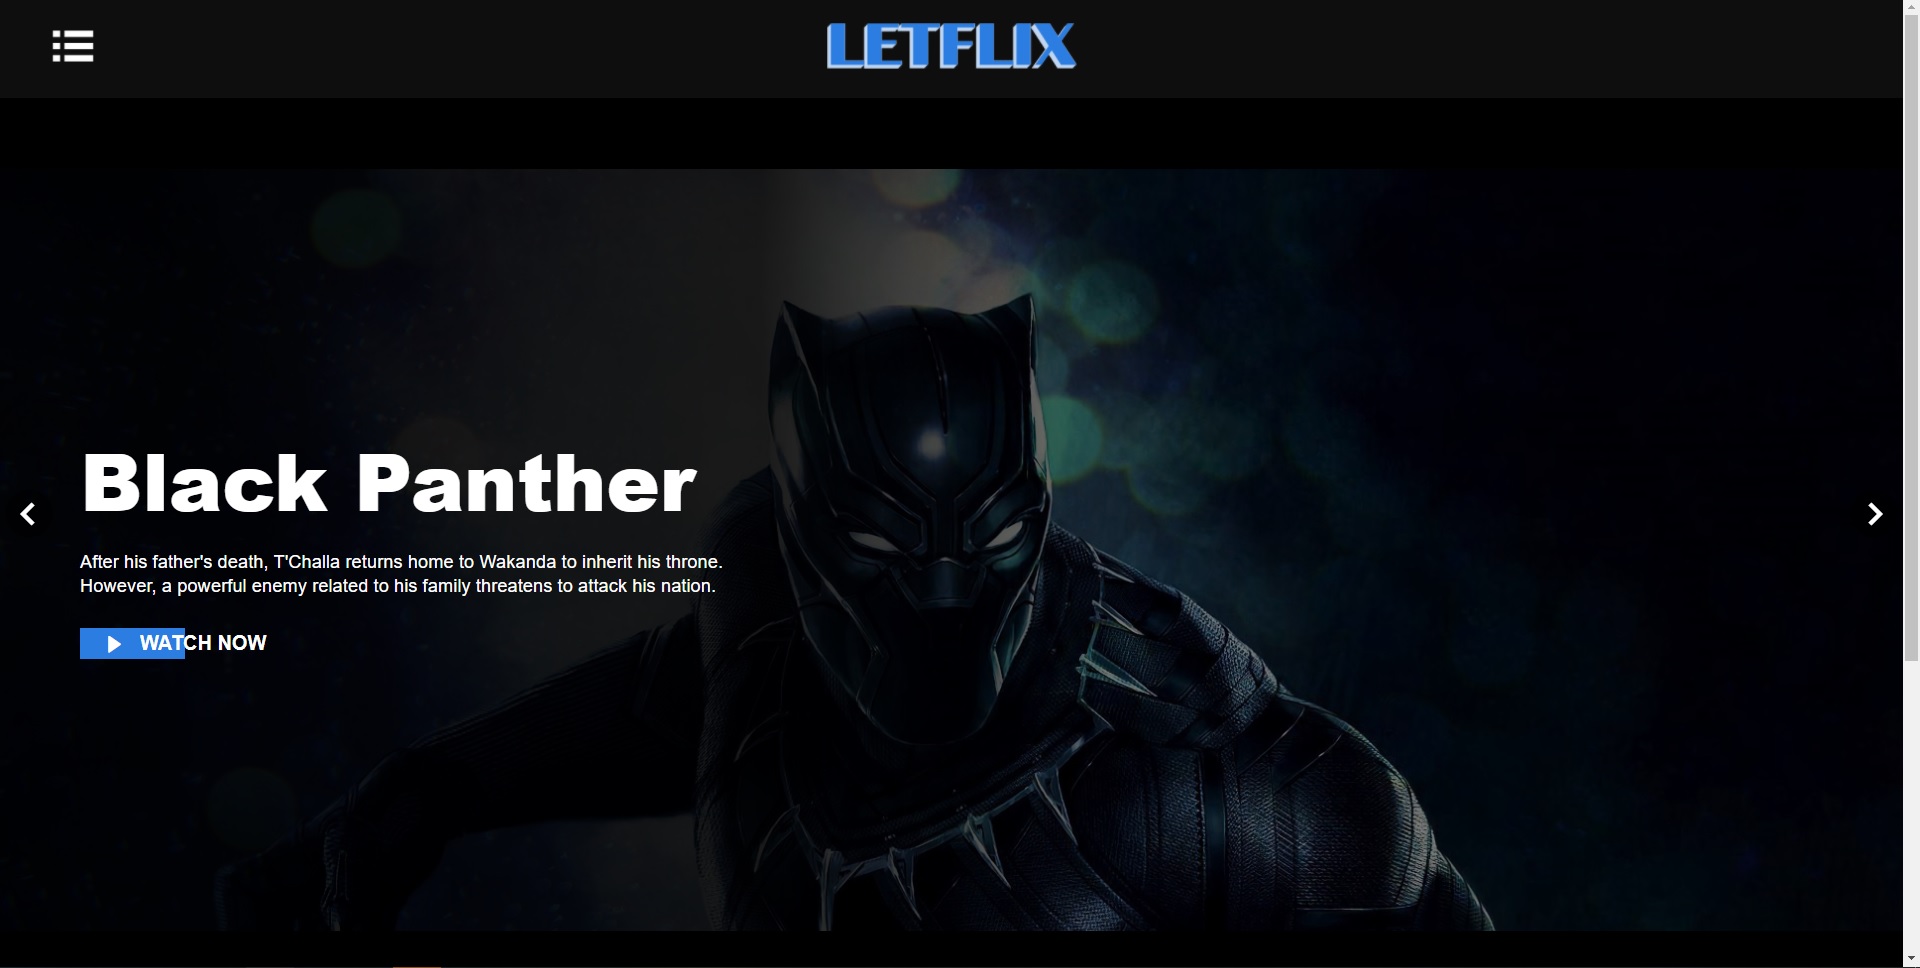 LETFLIX
Black Panther
After his father's death, T'Challa returns home to Wakanda to inherit his throne.
However, a powerful enemy related to his family threatens to attack his nation.
WATCH NOW